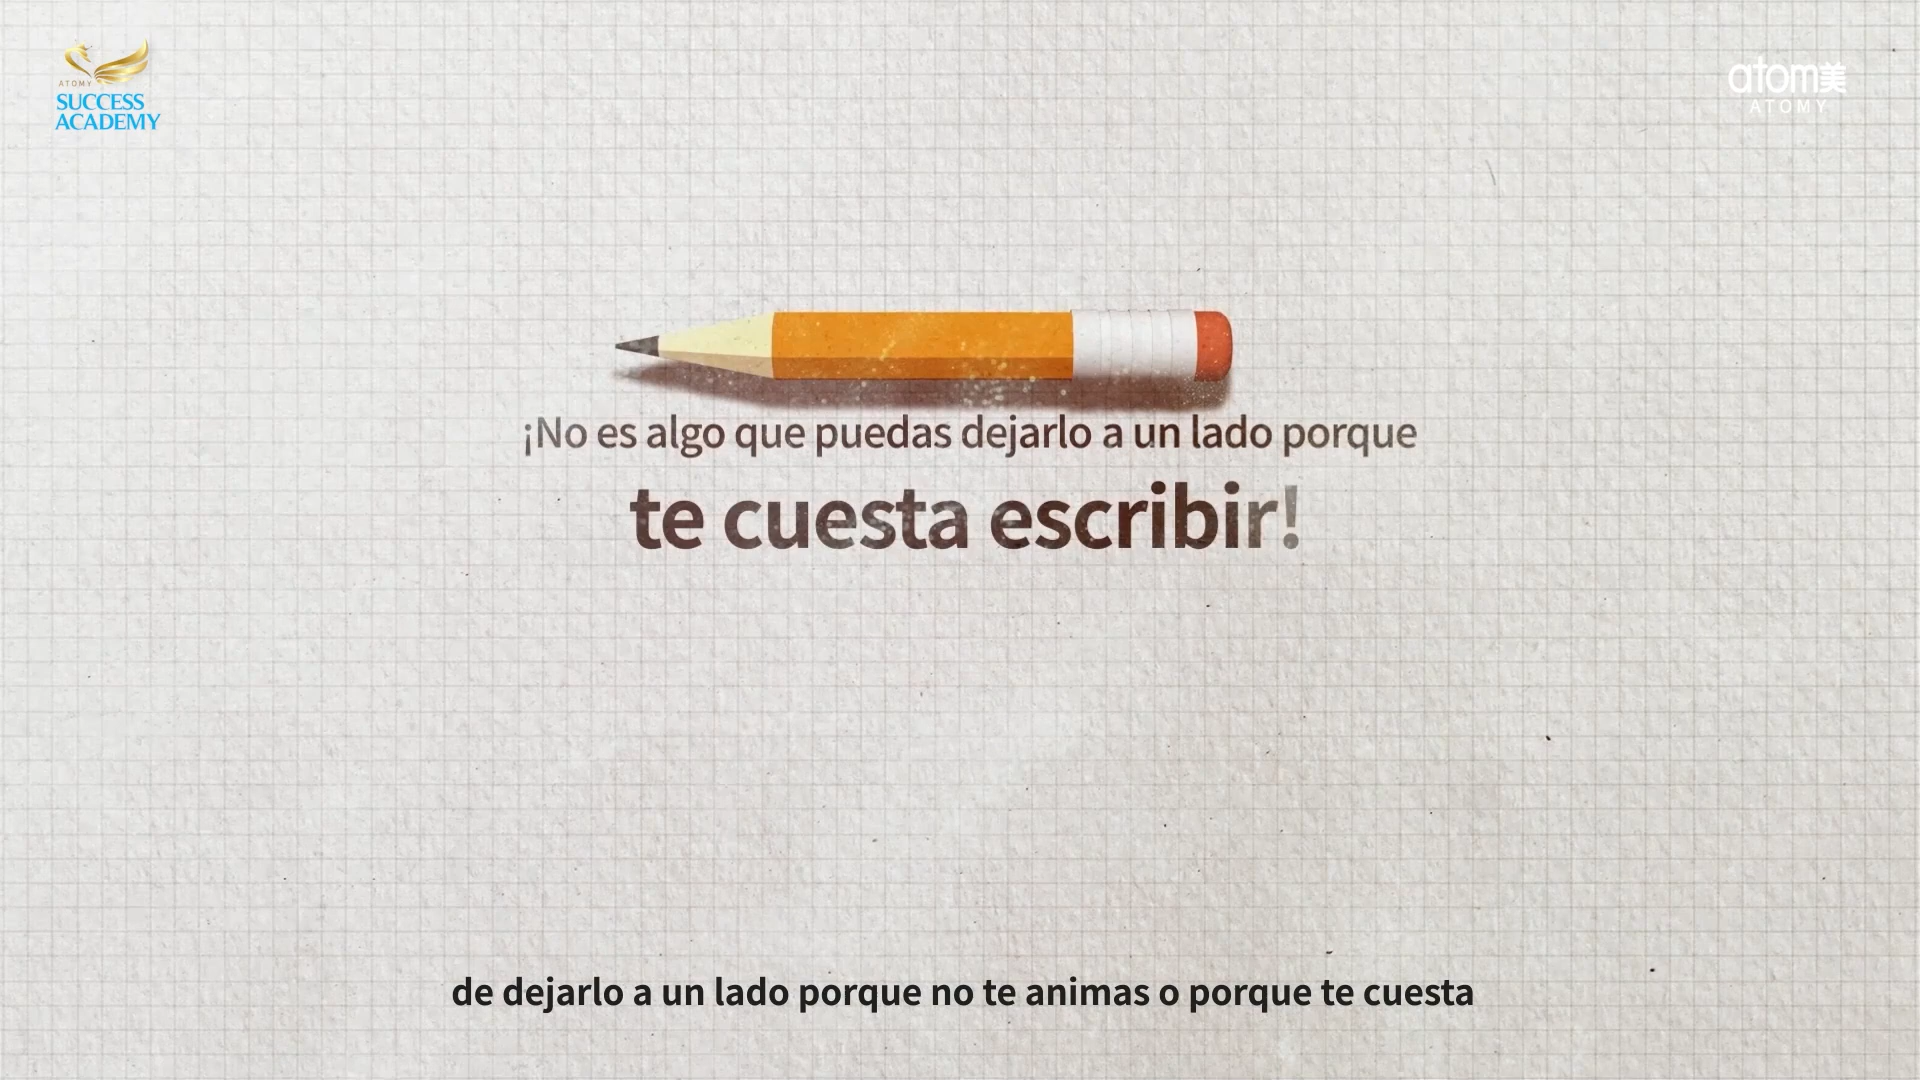 ATOMY
SUCCESS
ACADEMY
atom美
ATOMY
¡No es algo que puedas dejarlo a un lado porque
te cuesta escribir!
de dejarlo a un lado porque no te animas o porque te cuesta